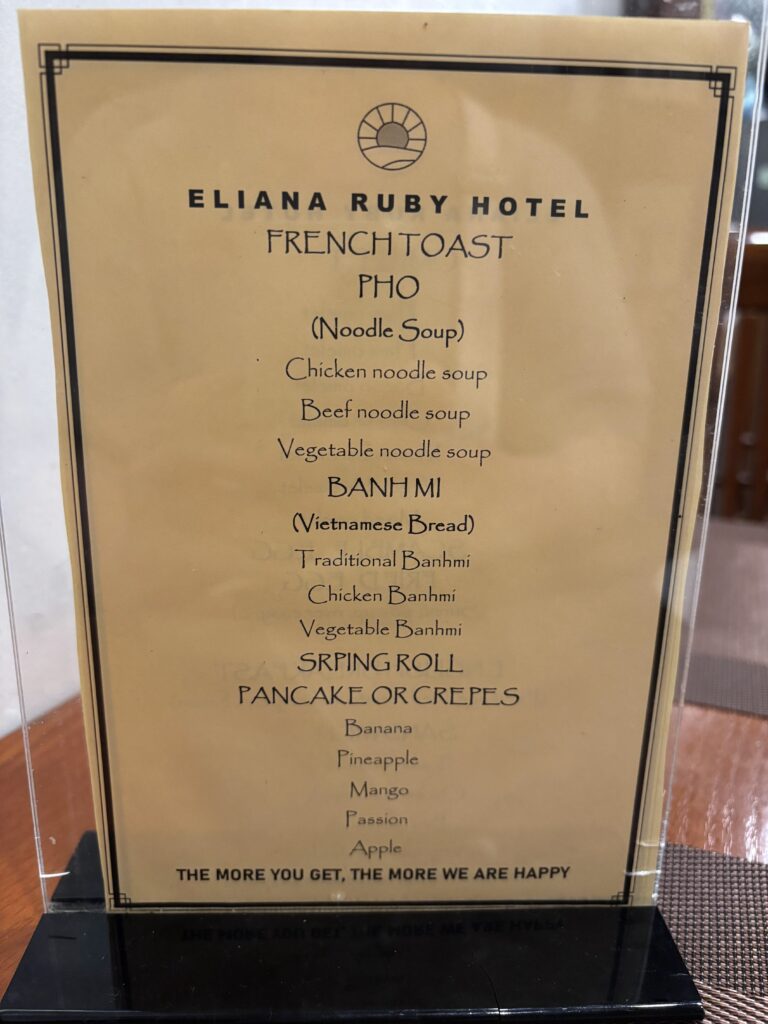 ELIANA RUBY HOTEL
FRENCH TOAST
PHO
(Noodle Soup)
Chicken noodle soup
Beef noodle soup
Vegetable noodle soup
BANH MI
(Vietnamese Bread)
Traditional Banhmi
Chicken Banhmi
Vegetable Banhmi
SRPING ROLL
PANCAKE OR CREPES
Banana
Pineapple
Mango
Passion
Apple
THE MORE YOU GET, THE MORE WE ARE HAPPY